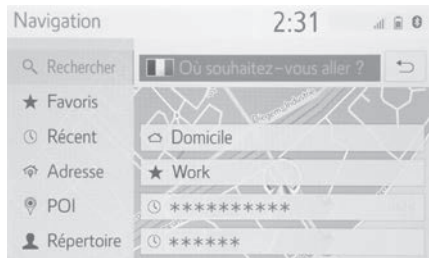 Navigation 2:31
Rechercher
Où souhaitez-vous aller ?
Favoris
Récent
Domicile
Adresse
Work
POI
**********
Répertoire
******